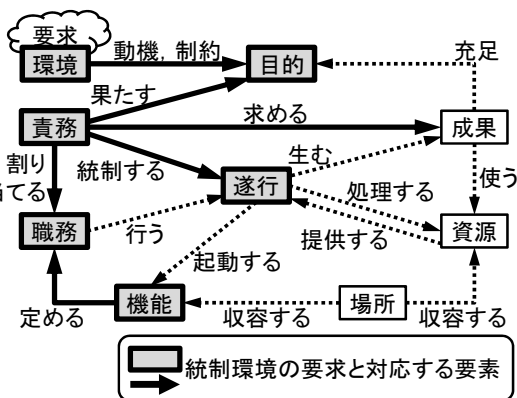 要求
環境
動機, 制約
目的
充足
果たす
責務
求める
成果
割り
当てる
統制する
生む
遂行
処理する
使う
職務
行う
提供する
資源
起動する
機能
場所
定める
収容する
収容する
統制環境の要求と対応する要素